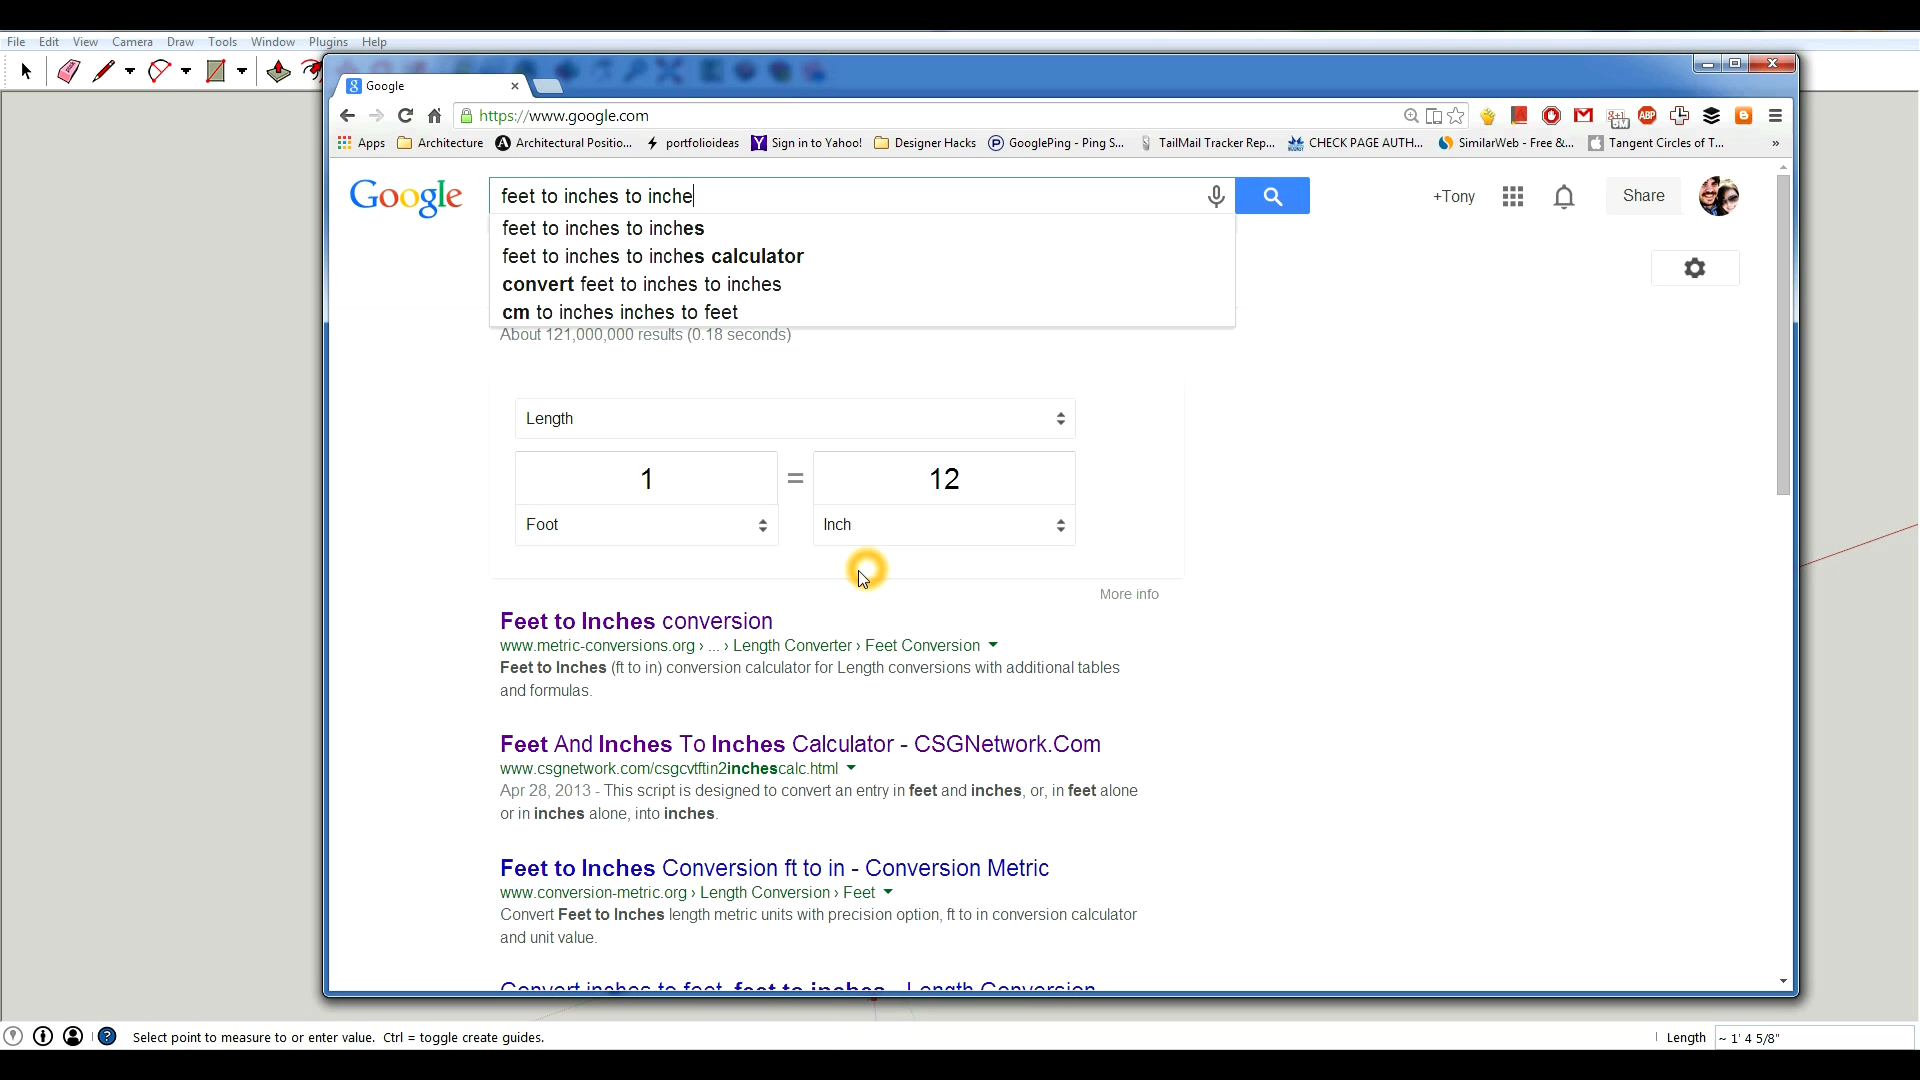 File Edit View Camera Draw Tools Window Plugins Help
Google
https://www.google.com
Apps Architecture Architectural Positio... portfolioideas Sign in to Yahoo! Designer Hacks GooglePing - Ping S... TailMail Tracker Rep... CHECK PAGE AUTH... SimilarWeb - Free &... Tangent Circles of T... »
Google feet to inches to inche +Tony Share
feet to inches to inches
feet to inches to inches calculator
convert feet to inches to inches
cm to inches inches to feet
About 121,000,000 results (0.18 seconds)
Length
1 = 12
Foot Inch
More info
Feet to Inches conversion
www.metric-conversions.org › ... › Length Converter › Feet Conversion
Feet to Inches (ft to in) conversion calculator for Length conversions with additional tables
and formulas.
Feet And Inches To Inches Calculator - CSGNetwork.Com
www.csgnetwork.com/csgcvtftin2inchescalc.html
Apr 28, 2013 - This script is designed to convert an entry in feet and inches, or, in feet alone
or in inches alone, into inches.
Feet to Inches Conversion ft to in - Conversion Metric
www.conversion-metric.org › Length Conversion › Feet
Convert Feet to Inches length metric units with precision option, ft to in conversion calculator
and unit value.
Convert inches to feet, feet to inches - Length Conversion
Select point to measure to or enter value. Ctrl = toggle create guides. Length ~ 1' 4 5/8"